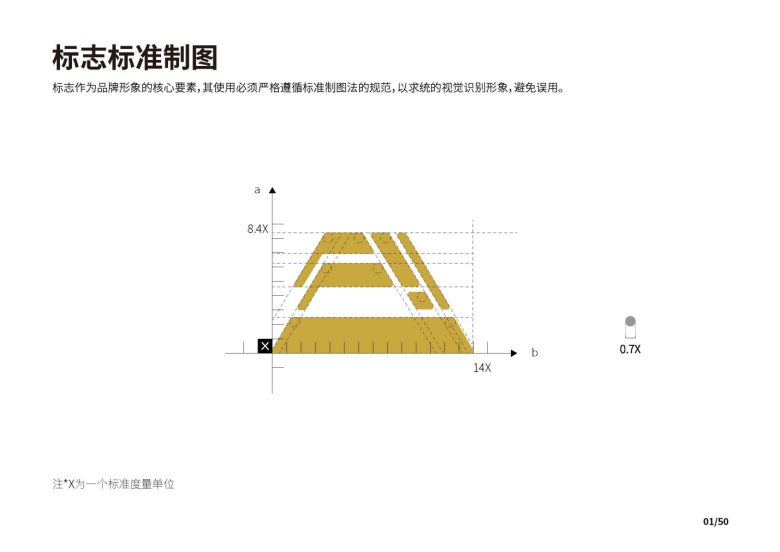 标志标准制图
标志作为品牌形象的核心要素，其使用必须严格遵循标准制图法的规范，以求统的视觉识别形象，避免误用。
a
8.4X
X
b
14X
0.7X
注*X为一个标准度量单位
01/50